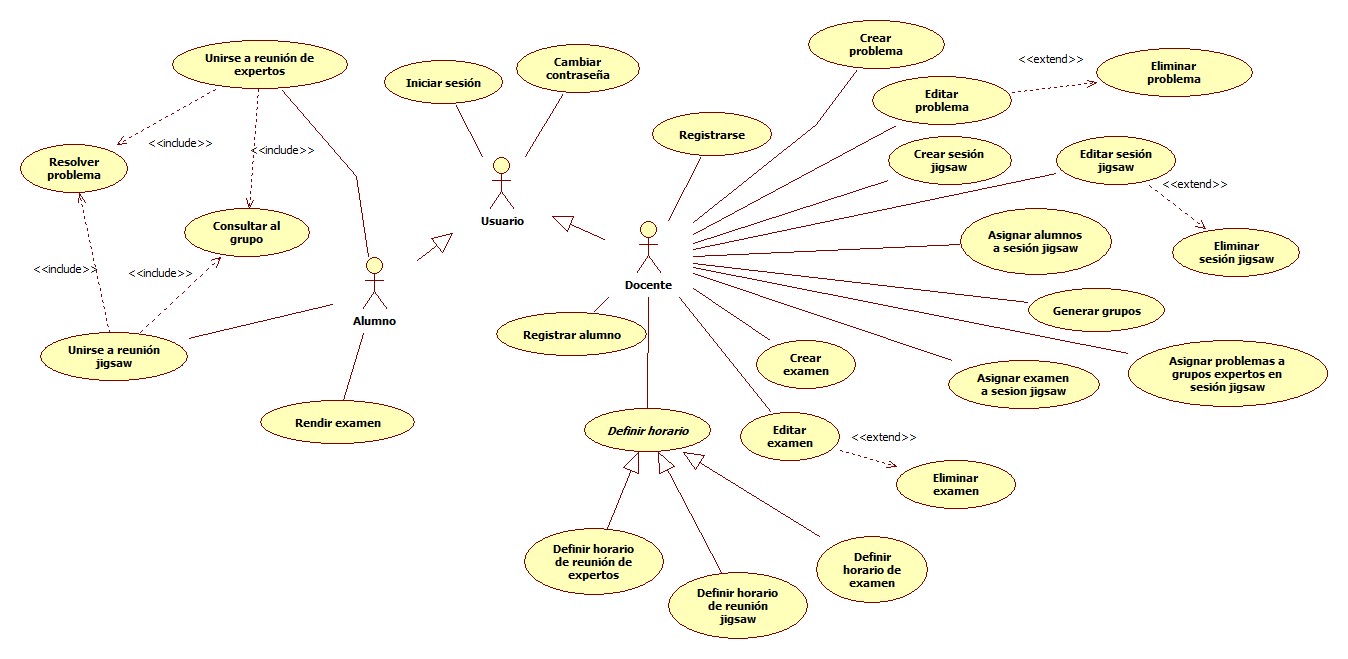 Crear
problema
Unirse a reunión de
expertos
Iniciar sesión
Cambiar
contraseña
<<extend>>
Eliminar
problema
Editar
problema
Registrarse
<<include>>
<<include>>
Resolver
problema
Crear sesión
jigsaw
Editar sesión
jigsaw
<<extend>>
Usuario
Consultar al
grupo
Asignar alumnos
a sesión jigsaw
Eliminar
sesión jigsaw
<<include>>
<<include>>
Docente
Alumno
Generar grupos
Registrar alumno
Unirse a reunión
jigsaw
Crear
examen
Asignar examen
a sesion jigsaw
Asignar problemas a
grupos expertos en
sesión jigsaw
Rendir examen
Definir horario
Editar
examen
<<extend>>
Eliminar
examen
Definir horario
de reunión de
expertos
Definir horario
de reunión
jigsaw
Definir
horario de
examen